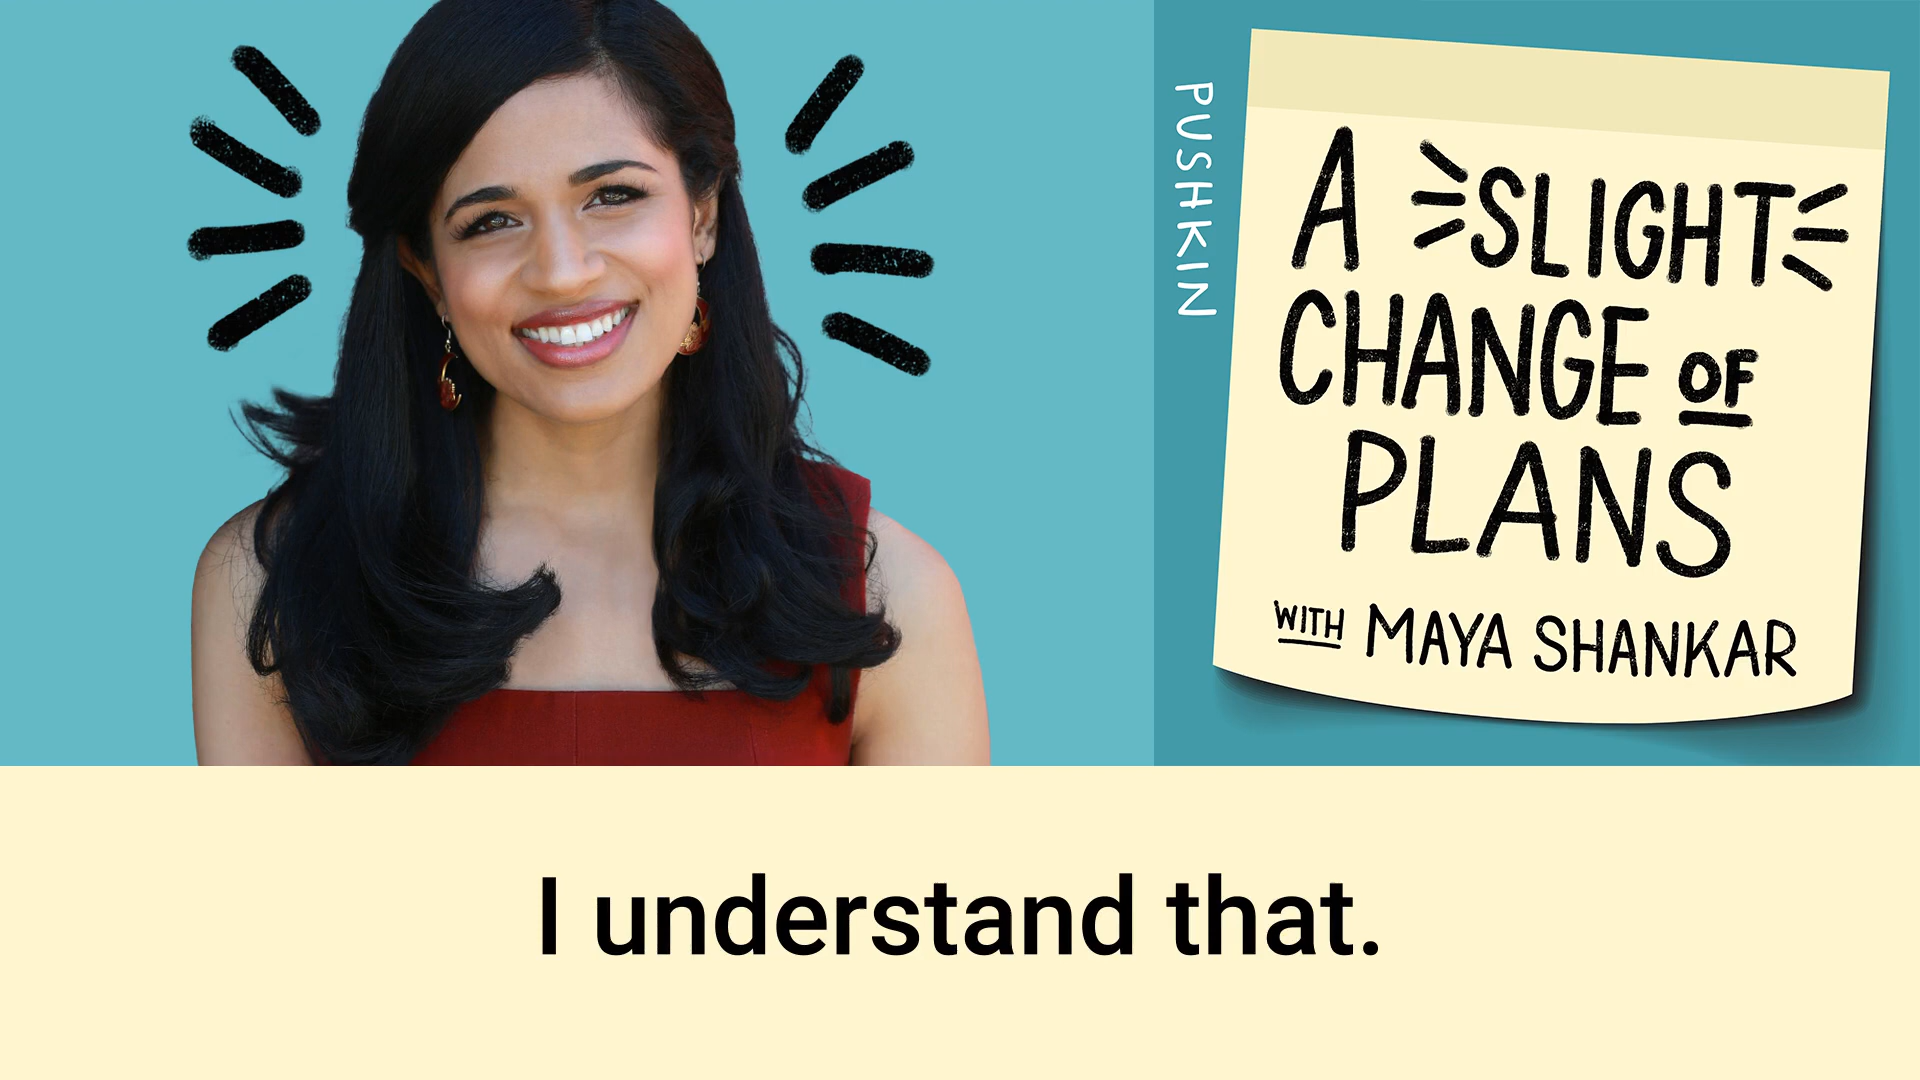 PUSHKIN
A SLIGHT
CHANGE OF
PLANS
WITH MAYA SHANKAR
I understand that.